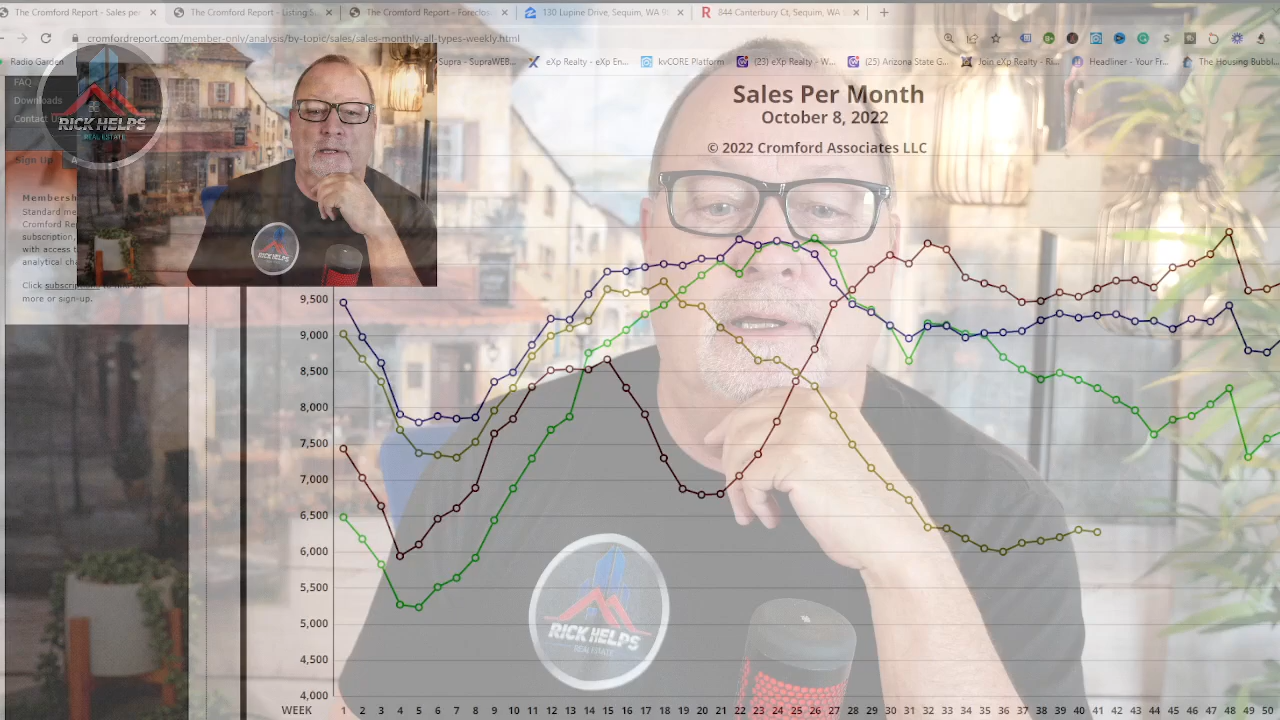 The Cromford Report - Sales per
The Cromford Report - Listing S
The Cromford Report - Foreclos
130 Lupine Drive, Sequim, WA 98
844 Canterbury Ct, Sequim, WA
cromfordreport.com/member-only/analysis/by-topic/sales/sales-monthly-all_types-weekly.html
Radio Garden
Supra - SupraWEB...
eXp Realty - eXp En...
kvCORE Platform
(23) eXp Realty - W...
(25) Arizona State G...
Join eXp Realty - Ri...
Headliner - Your Fr...
The Housing Bubbl...
FAQ
Downloads
Contact U
Sign Up
RICK HELPS
REAL ESTATE
Sales Per Month
October 8, 2022
© 2022 Cromford Associates LLC
Standard me
Cromford Re
subscription,
with access t
analytical cha
Click
more or sign-up.
9,500
9,000
8,500
8,000
7,500
7,000
6,500
6,000
5,500
5,000
4,500
4,000
WEEK 1 2 3 4 5 6 7 8 9 10 11 12 13 14 15 16 17 18 19 20 21 22 23 24 25 26 27 28 29 30 31 32 33 34 35 36 37 38 39 40 41 42 43 44 45 46 47 48 49 50
RICK HELPS
REAL ESTATE